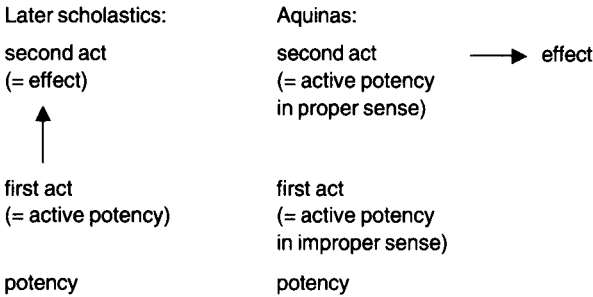 Later scholastics:
second act
(= effect)
first act
(= active potency)
potency
Aquinas:
second act
(= active potency
in proper sense)
effect
first act
(= active potency
in improper sense)
potency